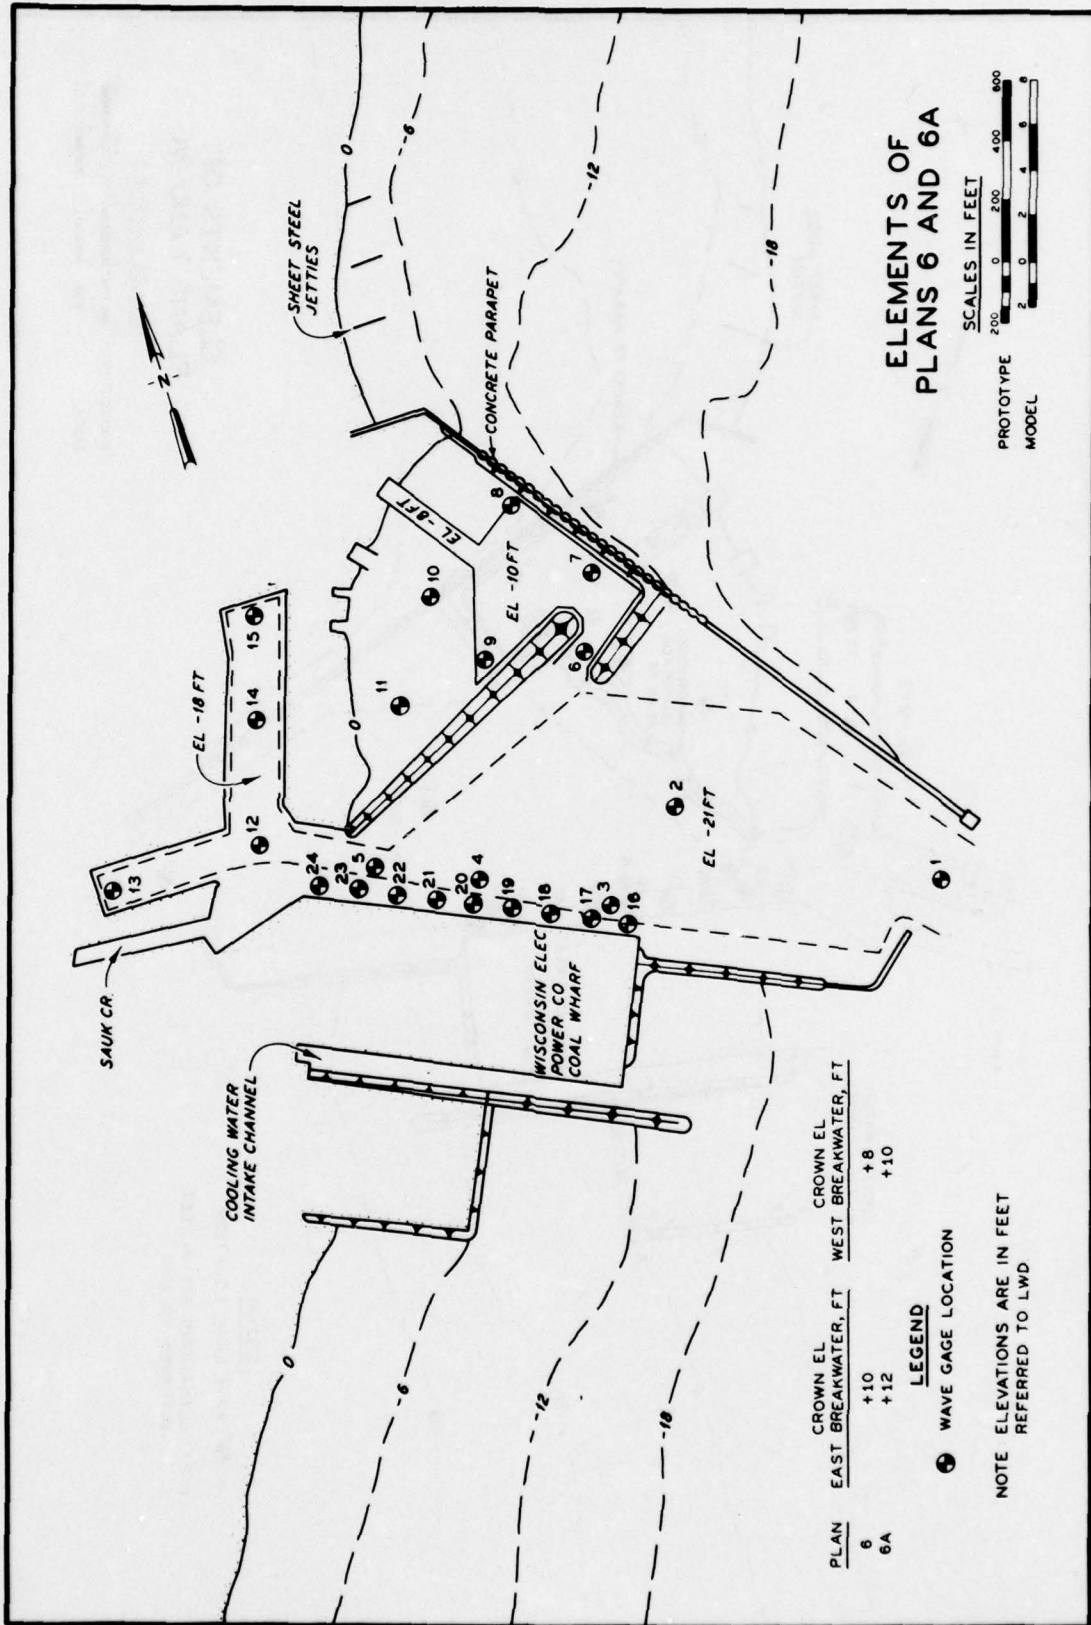 ELEMENTS OF
PLANS 6 AND 6A
SCALES IN FEET
PROTOTYPE 200 0 200 400 600
MODEL 2 0 2 4 6 8
N
SHEET STEEL
JETTIES
CONCRETE PARAPET
0
-6
-12
-18
EL -8FT
EL -10FT
EL -18 FT
EL -21FT
0
SAUK CR.
COOLING WATER
INTAKE CHANNEL
WISCONSIN ELEC
POWER CO
COAL WHARF
1
2
3
4
5
6
7
8
9
10
11
12
13
14
15
16
17
18
19
20
21
22
23
24
0
-6
-12
-18
PLAN
CROWN EL
EAST BREAKWATER, FT
CROWN EL
WEST BREAKWATER, FT
6 +10 +8
6A +12 +10
LEGEND
WAVE GAGE LOCATION
NOTE ELEVATIONS ARE IN FEET
REFERRED TO LWD